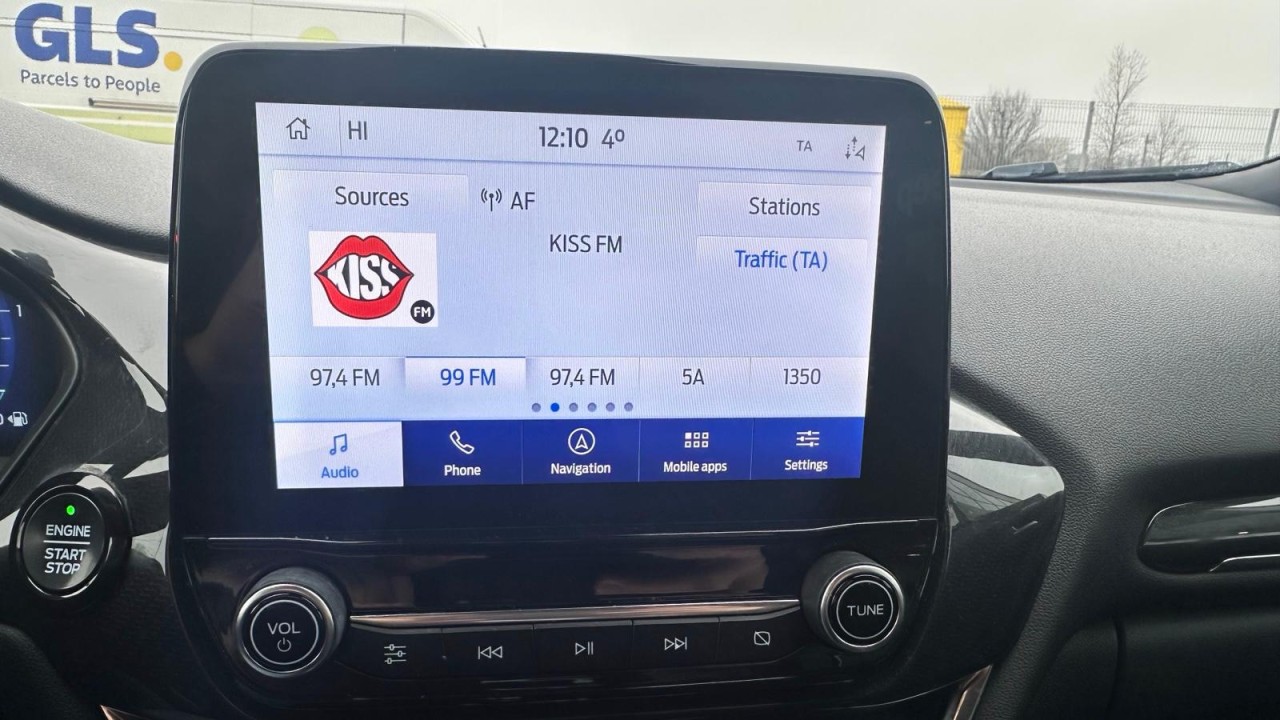 GLS.
Parcels to People
HI
12:10 4°
TA
Sources
AF
Stations
KISS FM
Traffic (TA)
KISS
FM
97,4 FM
99 FM
97,4 FM
5A
1350
Audio
Phone
Navigation
Mobile apps
Settings
1
ENGINE
START
STOP
VOL
TUNE